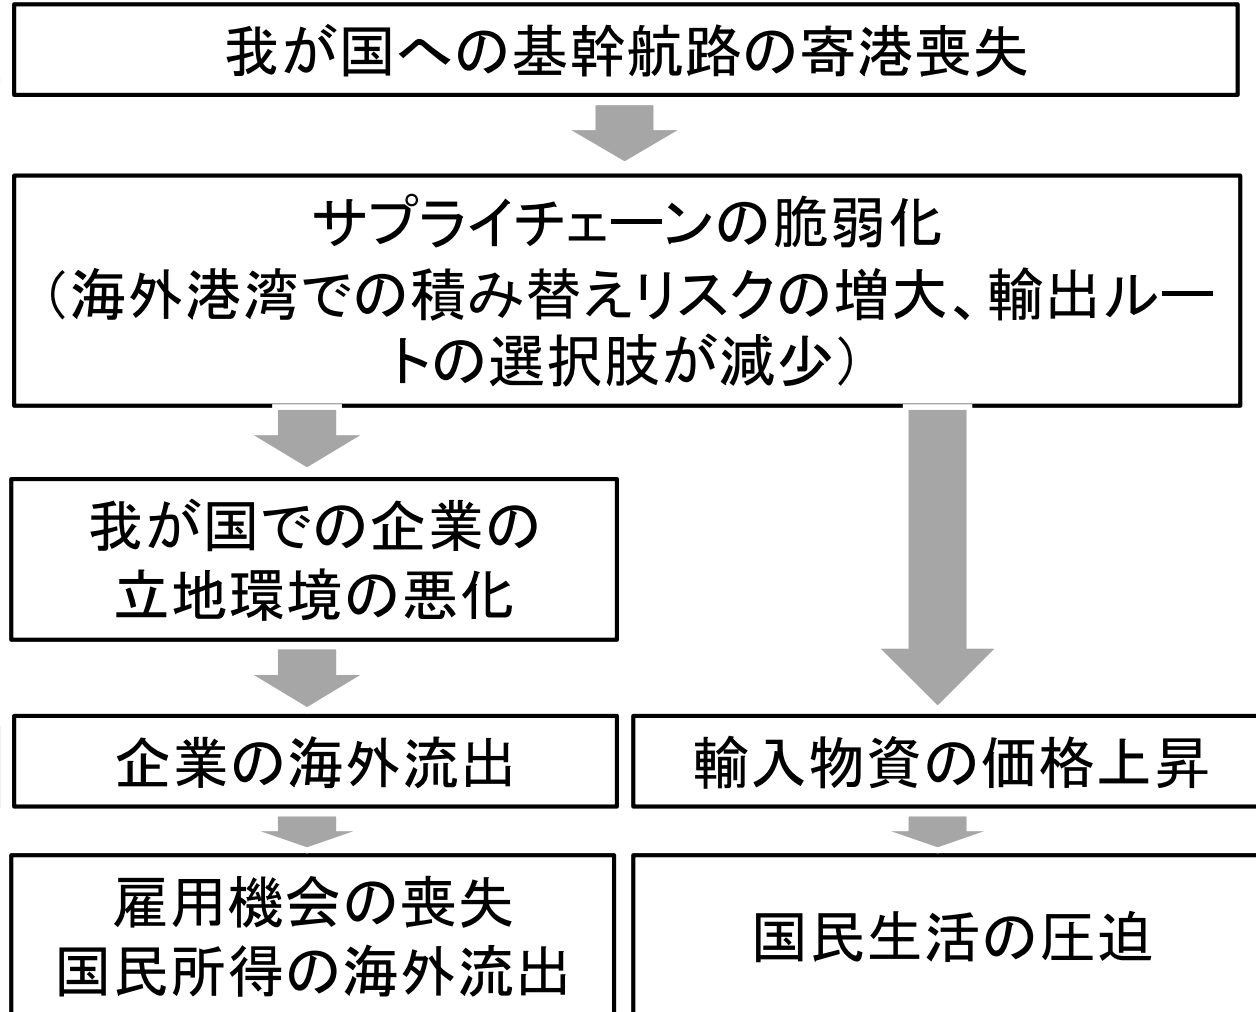 我が国への基幹航路の寄港喪失
サプライチェーンの脆弱化
（海外港湾での積み替えリスクの増大、輸出ルー
トの選択肢が減少）
我が国での企業の
立地環境の悪化
企業の海外流出
輸入物資の価格上昇
雇用機会の喪失
国民所得の海外流出
国民生活の圧迫